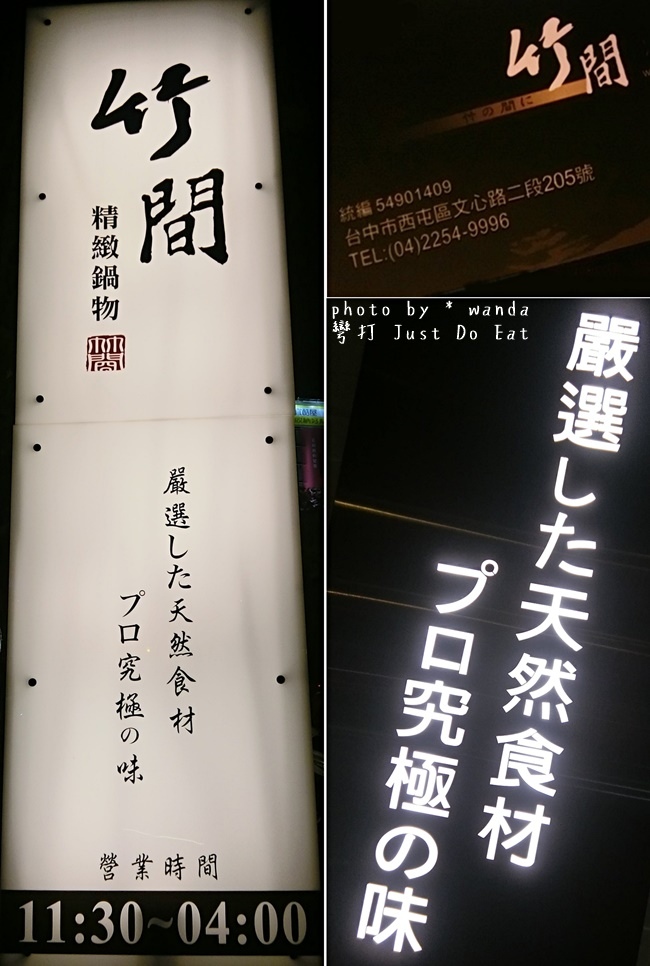 竹間
精緻鍋物
竹間
嚴選した天然食材
プロ究極の味
營業時間
11:30~04:00
竹間
竹の間に
統編 54901409
台中市西屯區文心路二段205號
TEL:(04)2254-9996
photo by * wanda
彎打 Just Do Eat
嚴選した天然食材
プロ究極の味